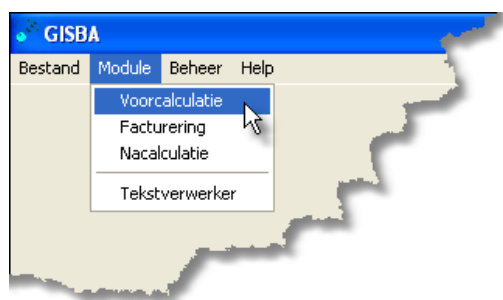 GISBA
Bestand Module Beheer Help
Voorcalculatie
Facturering
Nacalculatie
Tekstverwerker